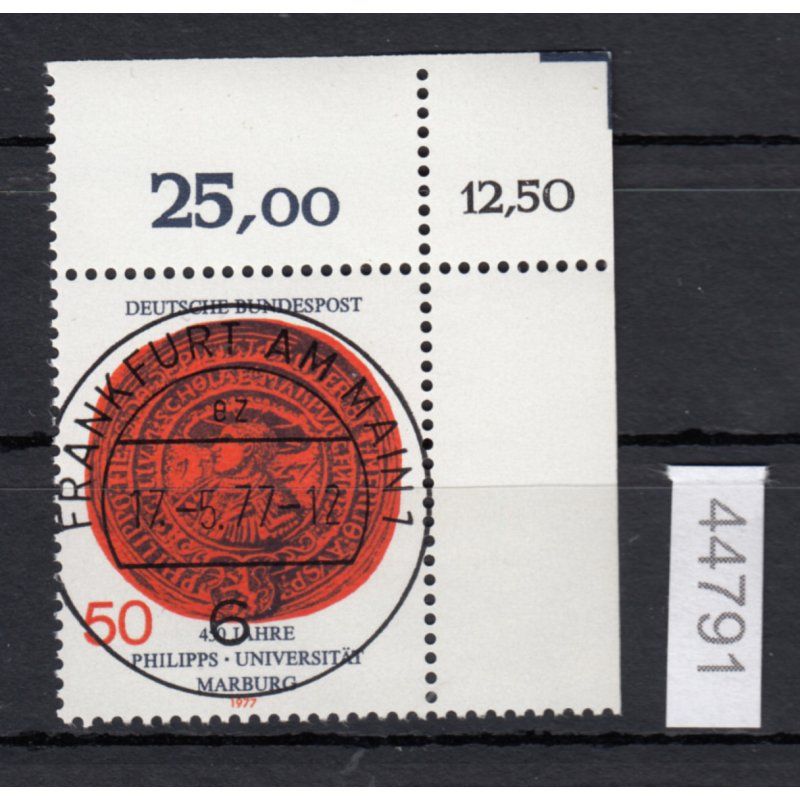 25,00
12,50
DEUTSCHE BUNDESPOST
FRANKFURT AM MAIN 1
ez
17.-5.77-12
6
50
450 JAHRE
PHILIPPS · UNIVERSITÄT
MARBURG
1977
44791